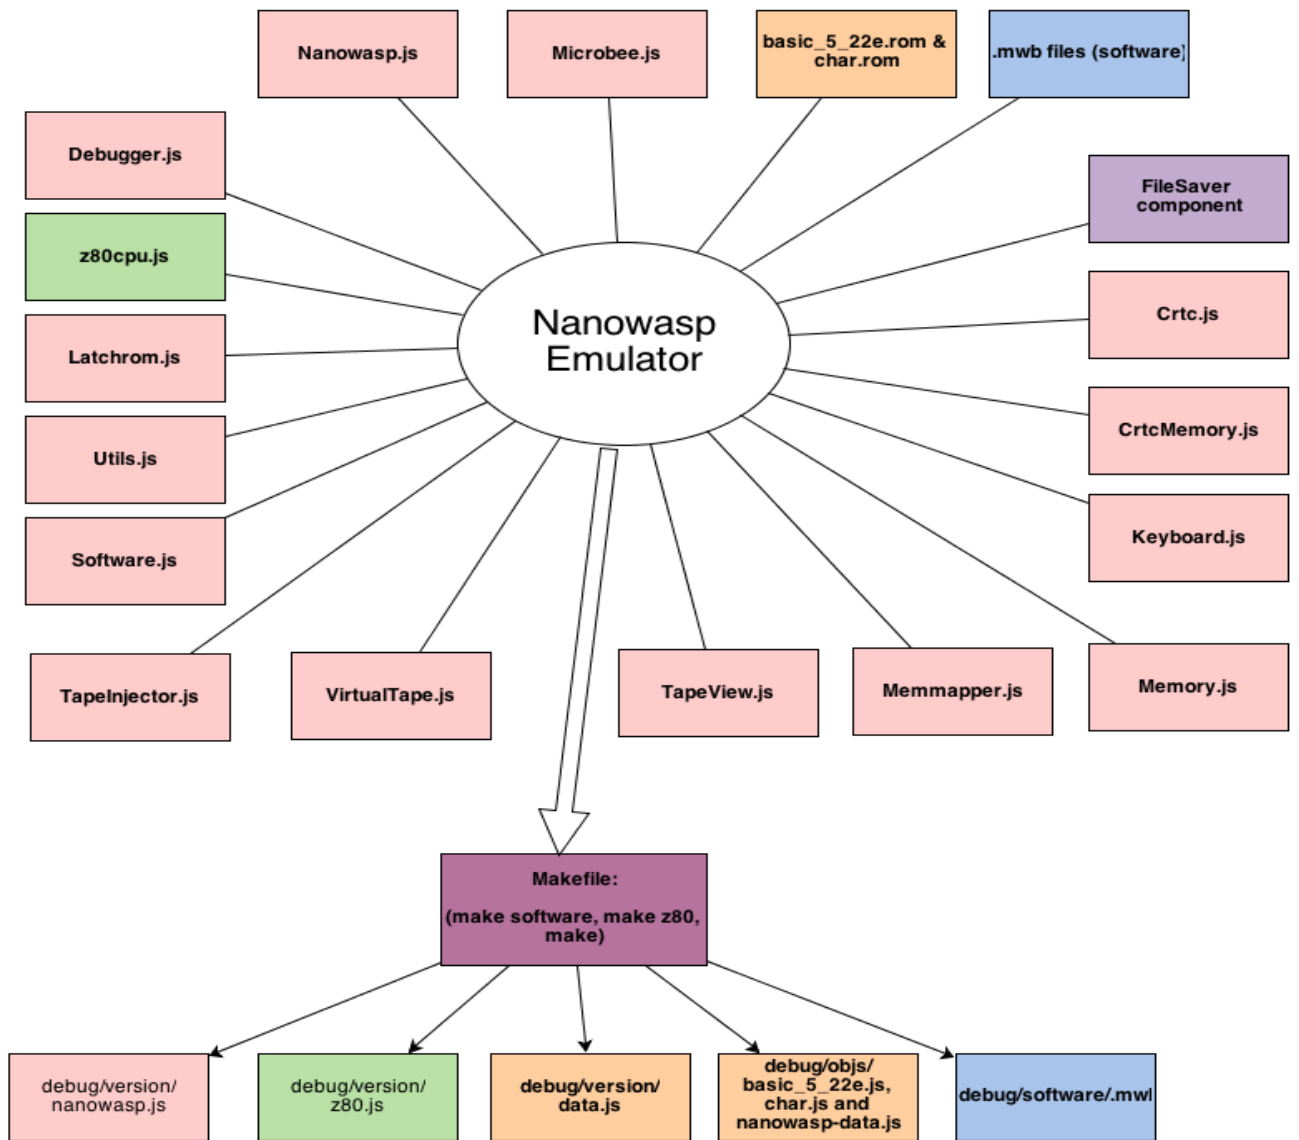 Nanowasp.js
Microbee.js
basic_5_22e.rom &
char.rom
.mwb files (software)
Debugger.js
FileSaver
component
z80cpu.js
Crtc.js
Nanowasp
Emulator
Latchrom.js
CrtcMemory.js
Utils.js
Keyboard.js
Software.js
TapeInjector.js
VirtualTape.js
TapeView.js
Memmapper.js
Memory.js
Makefile:
(make software, make z80,
make)
debug/version/
nanowasp.js
debug/version/
z80.js
debug/version/
data.js
debug/objs/
basic_5_22e.js,
char.js and
nanowasp-data.js
debug/software/.mwl